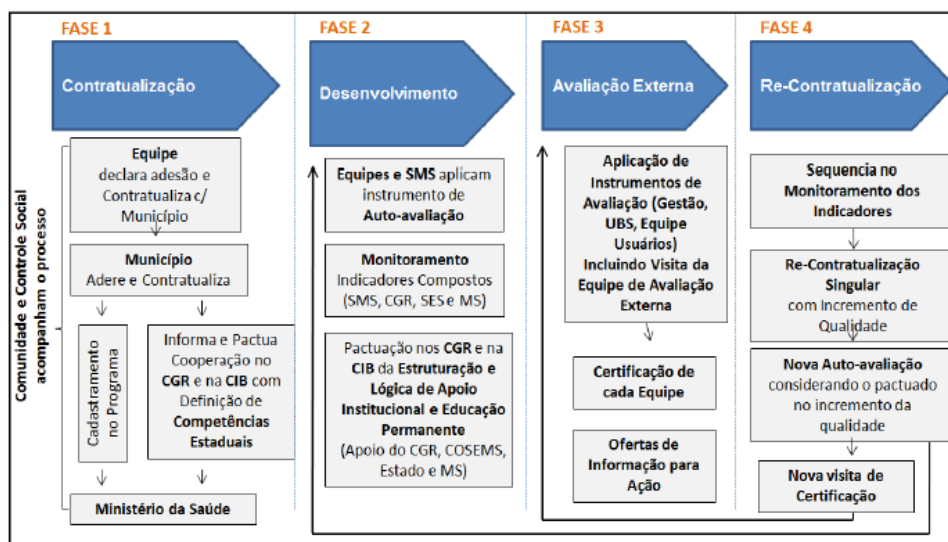 FASE 1
Contratualização
Comunidade e Controle Social
acompanham o processo
Equipe
declara adesão e
Contratualiza c/
Município
Município
Adere e Contratualiza
Cadastramento
no Programa
Informa e Pactua
Cooperação no
CGR e na CIB com
Definição de
Competências
Estaduais
Ministério da Saúde
FASE 2
Desenvolvimento
Equipes e SMS aplicam
instrumento de
Auto-avaliação
Monitoramento
Indicadores Compostos
(SMS, CGR, SES e MS)
Pactuação nos CGR e na
CIB da Estruturação e
Lógica de Apoio
Institucional e Educação
Permanente
(Apoio do CGR, COSEMS,
Estado e MS)
FASE 3
Avaliação Externa
Aplicação de
Instrumentos de
Avaliação (Gestão,
UBS, Equipe
Usuários)
Incluindo Visita da
Equipe de Avaliação
Externa
Certificação de
cada Equipe
Ofertas de
Informação para
Ação
FASE 4
Re-Contratualização
Sequencia no
Monitoramento dos
Indicadores
Re-Contratualização
Singular
com Incremento de
Qualidade
Nova Auto-avaliação
considerando o pactuado
no incremento da
qualidade
Nova visita de
Certificação